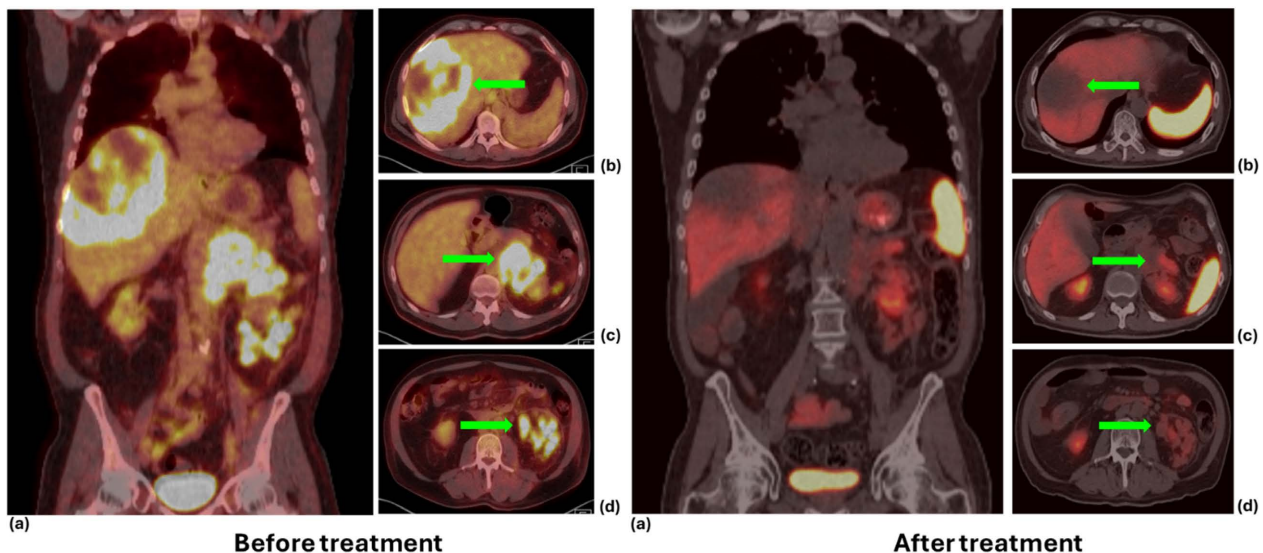 (b)
(b)
(c)
(c)
(d)
(d)
(a)
(a)
Before treatment
After treatment